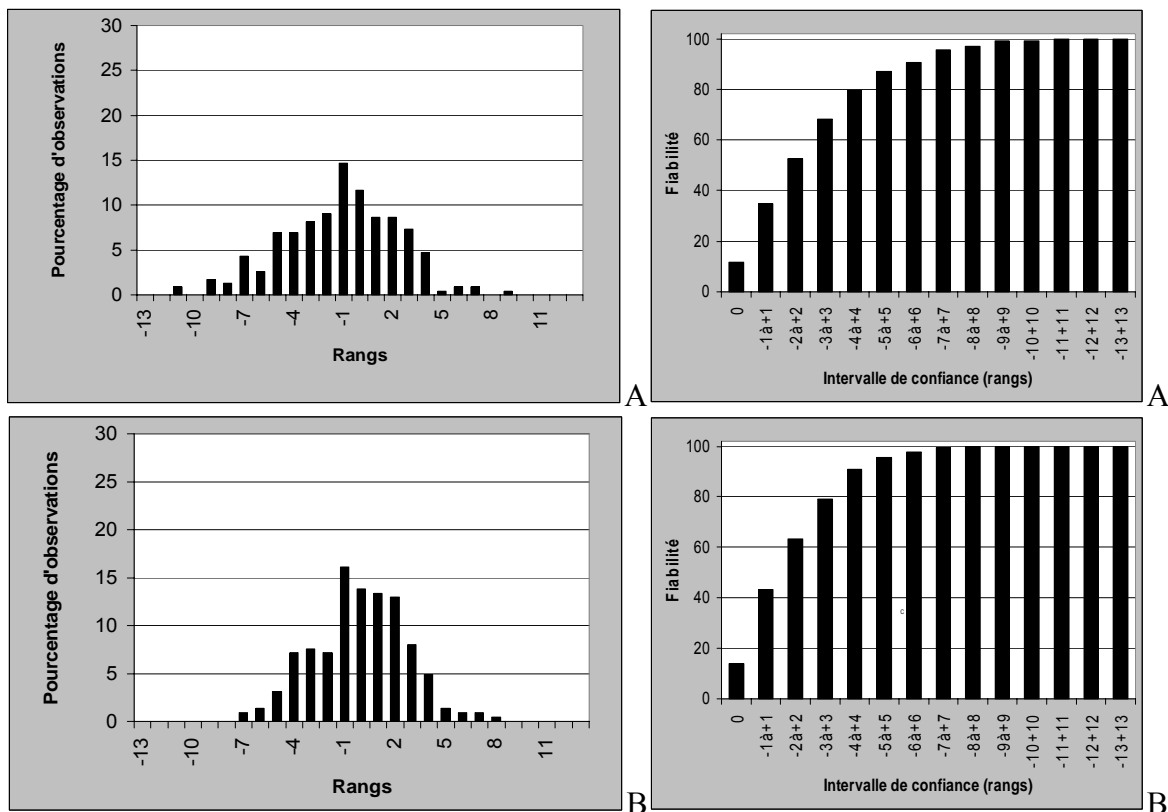 Pourcentage d'observations
30
25
20
15
10
5
0
-13 -10 -7 -4 -1 2 5 8 11
Rangs
A
Fiabilité
100
80
60
40
20
0
0 -1à+1 -2à+2 -3à+3 -4à+4 -5à+5 -6à+6 -7à+7 -8à+8 -9à+9 -10+10 -11+11 -12+12 -13+13
Intervalle de confiance (rangs)
A
Pourcentage d'observations
30
25
20
15
10
5
0
-13 -10 -7 -4 -1 2 5 8 11
Rangs
B
Fiabilité
100
80
60
40
20
0
c
0 -1à+1 -2à+2 -3à+3 -4à+4 -5à+5 -6à+6 -7à+7 -8à+8 -9à+9 -10+10 -11+11 -12+12 -13+13
Intervalle de confiance (rangs)
B